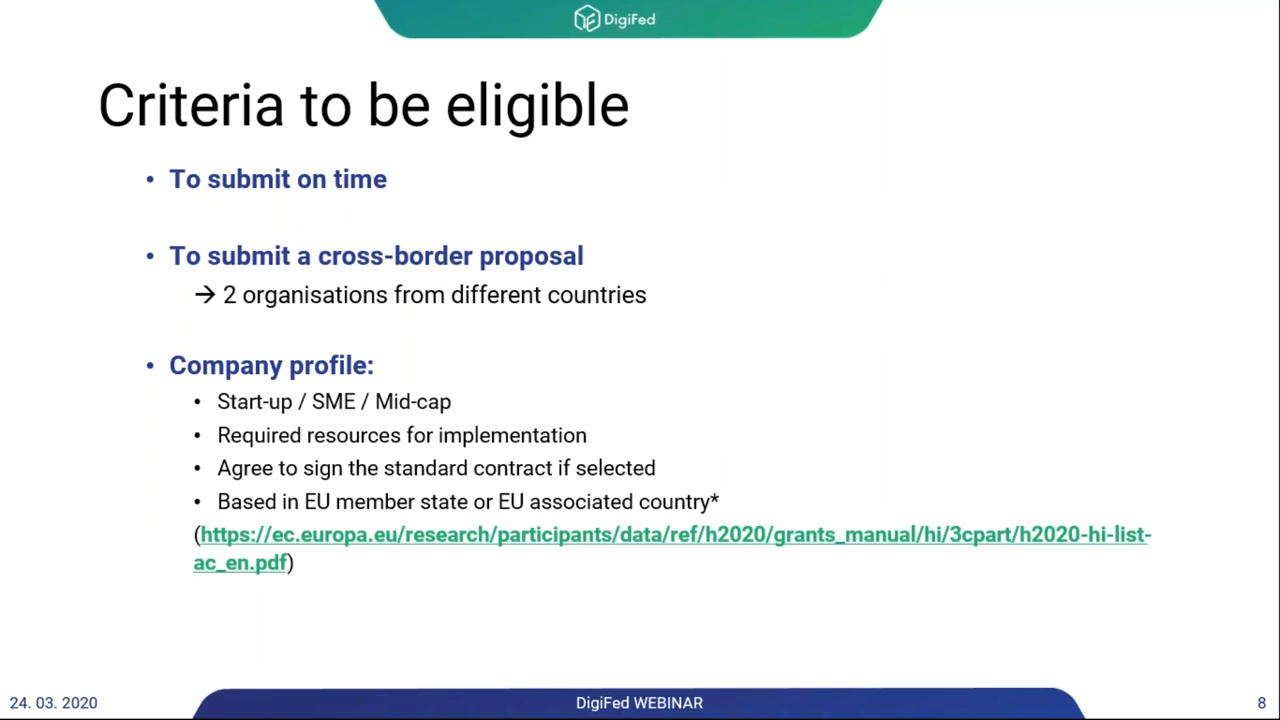 DigiFed
Criteria to be eligible
• To submit on time
• To submit a cross-border proposal
→ 2 organisations from different countries
• Company profile:
• Start-up / SME / Mid-cap
• Required resources for implementation
• Agree to sign the standard contract if selected
• Based in EU member state or EU associated country*
(https://ec.europa.eu/research/participants/data/ref/h2020/grants_manual/hi/3cpart/h2020-hi-list-
ac_en.pdf)
24. 03. 2020
DigiFed WEBINAR
8